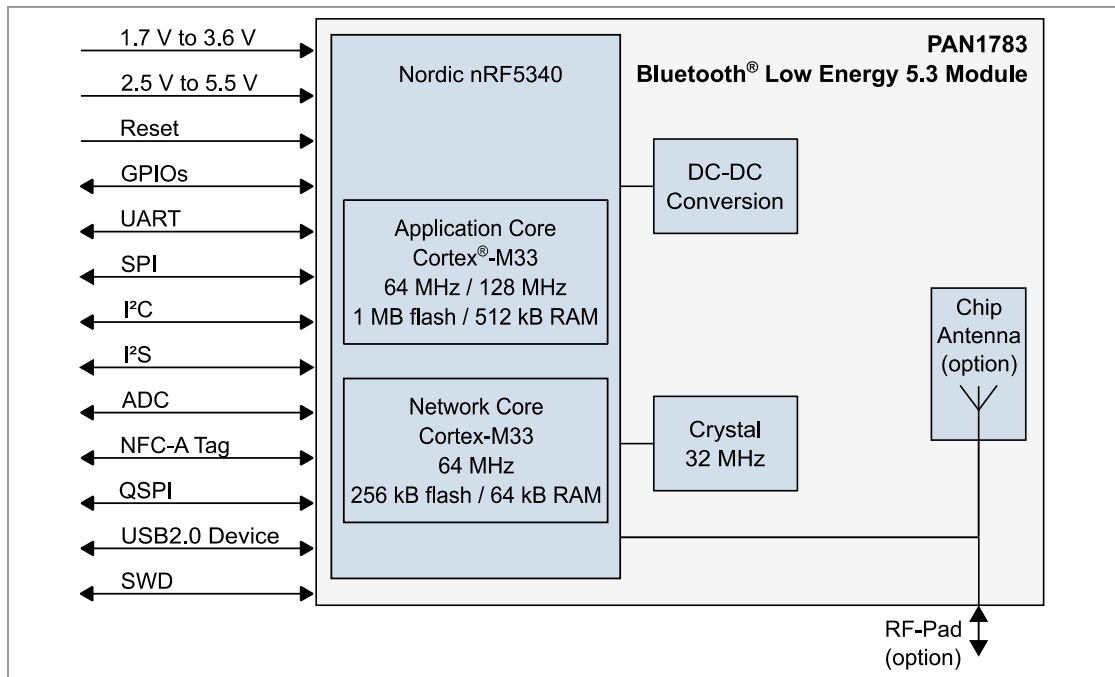 1.7 V to 3.6 V
2.5 V to 5.5 V
Reset
GPIOs
UART
SPI
I²C
I²S
ADC
NFC-A Tag
QSPI
USB2.0 Device
SWD
Nordic nRF5340
Application Core
Cortex®-M33
64 MHz / 128 MHz
1 MB flash / 512 kB RAM
Network Core
Cortex-M33
64 MHz
256 kB flash / 64 kB RAM
PAN1783
Bluetooth® Low Energy 5.3 Module
DC-DC
Conversion
Crystal
32 MHz
Chip
Antenna
(option)
RF-Pad
(option)